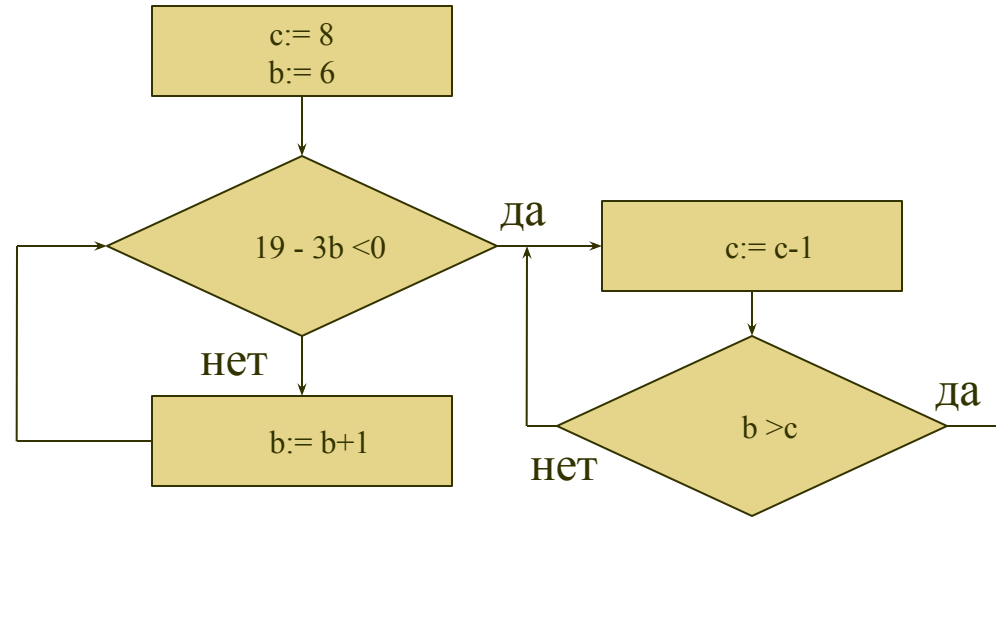 c:= 8
b:= 6
19 - 3b <0
да
c:= c-1
нет
b:= b+1
b >c
да
нет